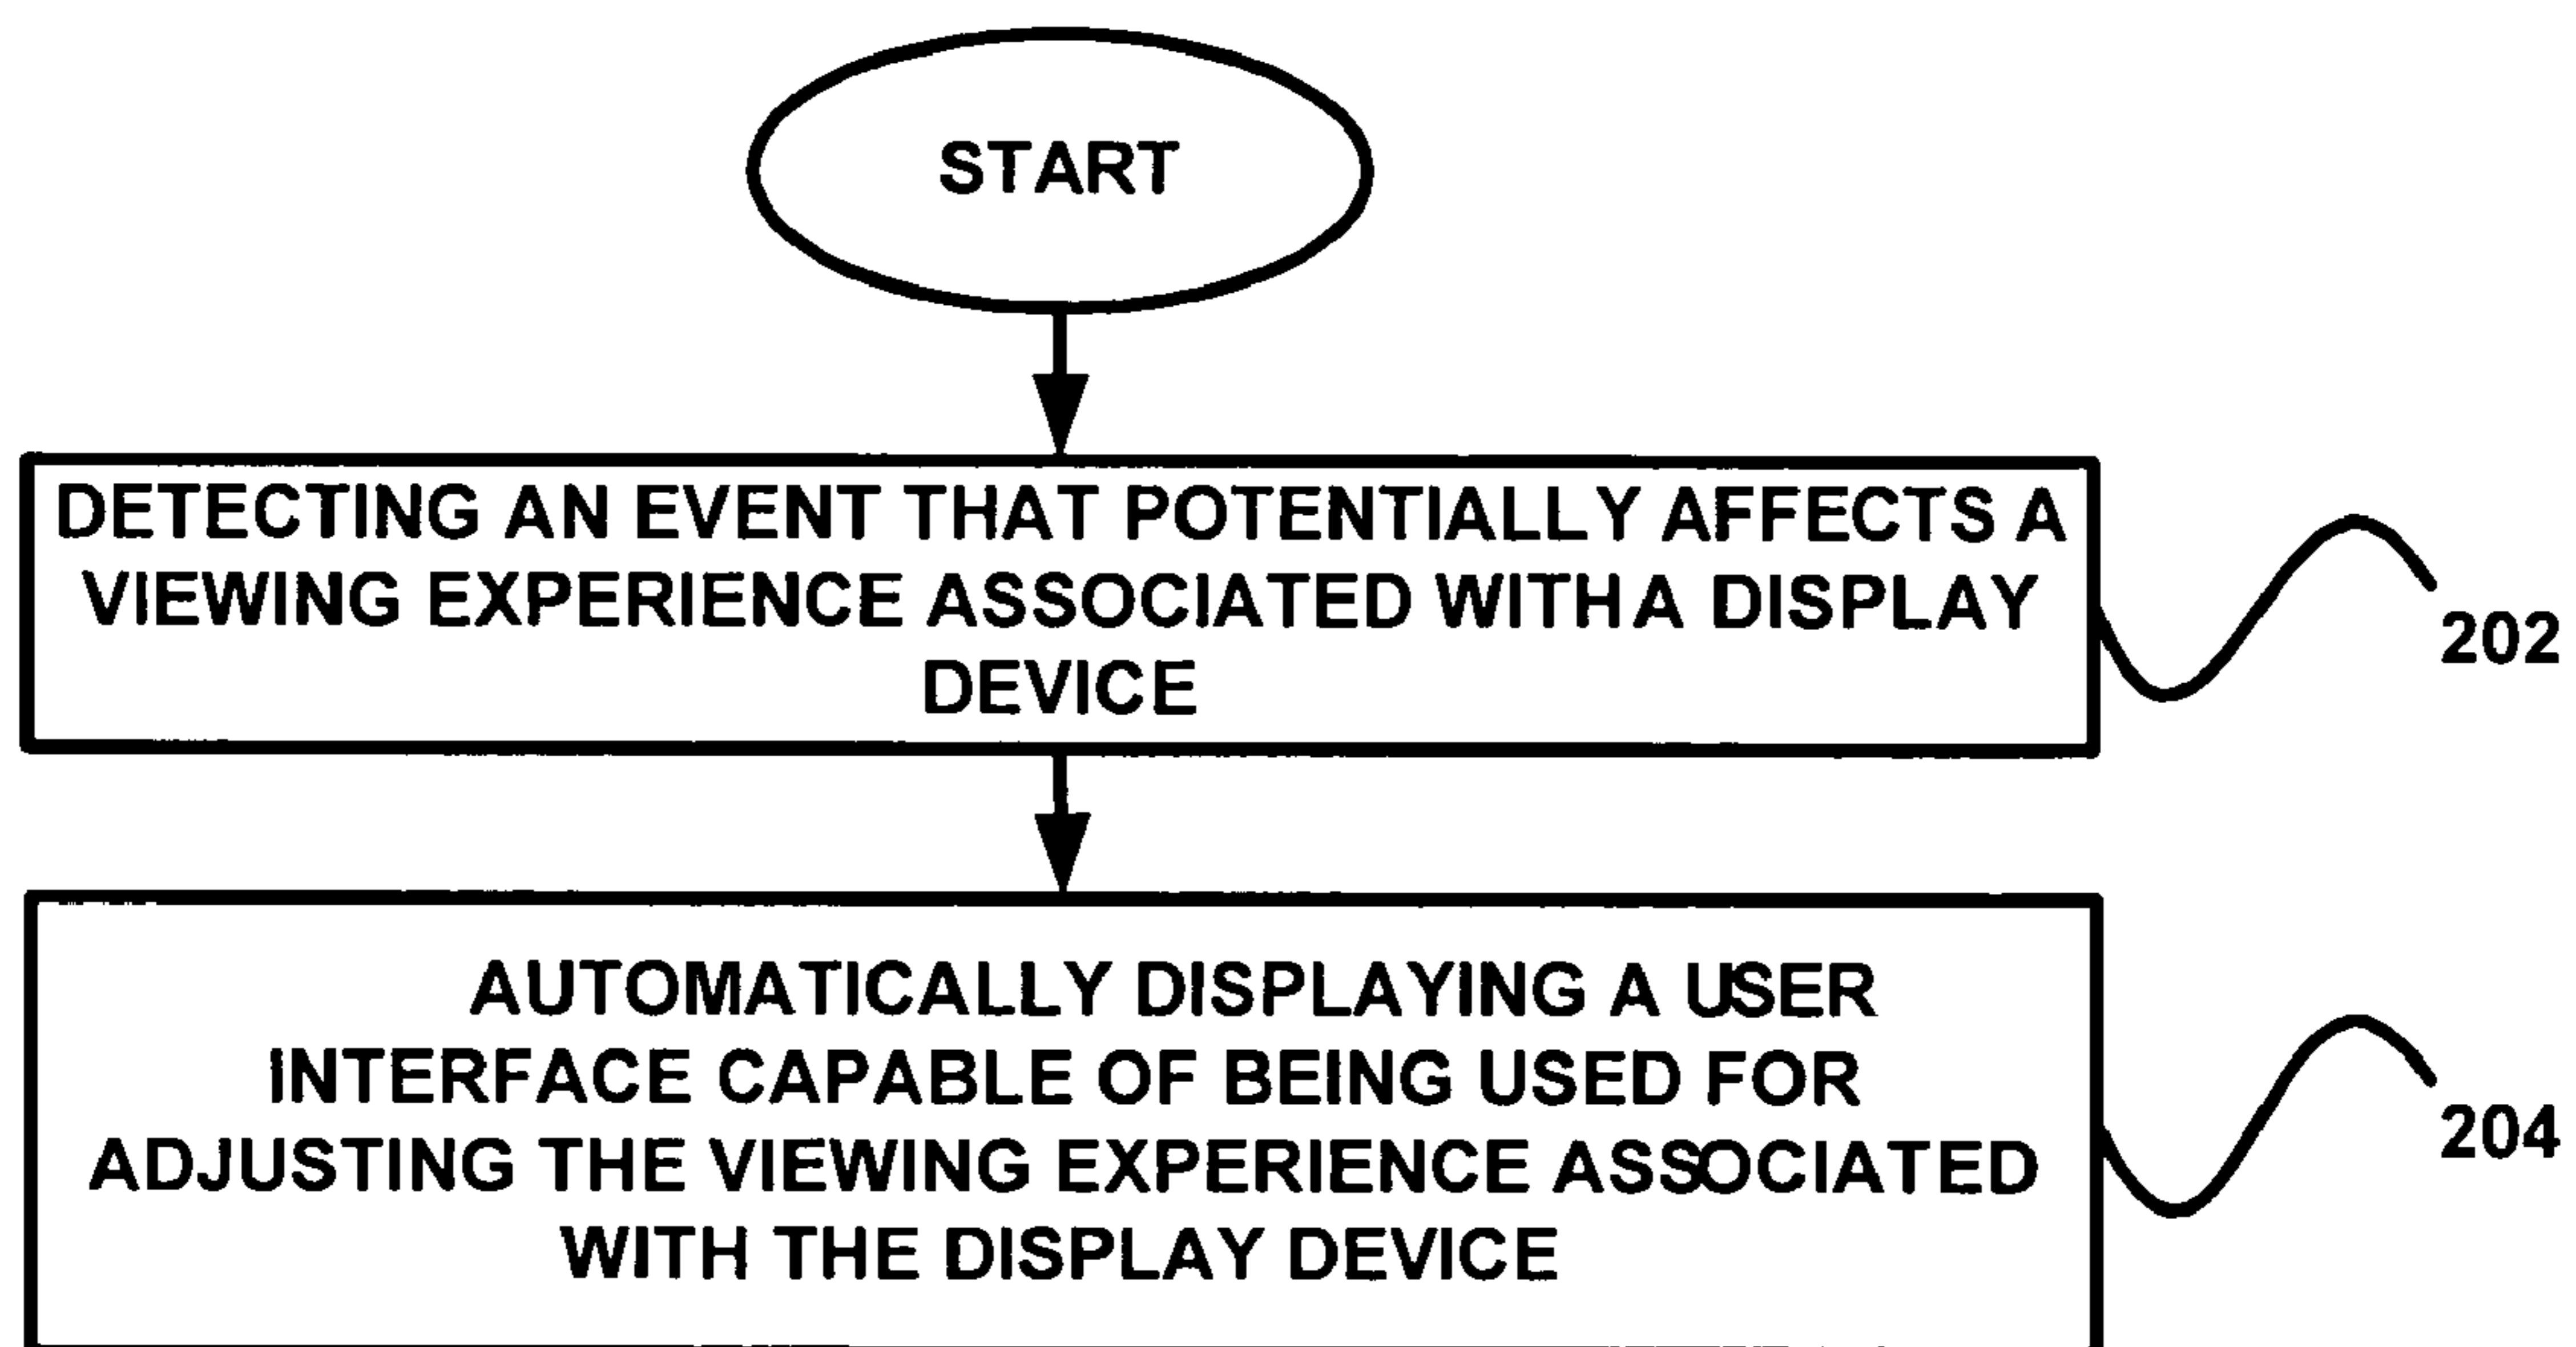 START
DETECTING AN EVENT THAT POTENTIALLY AFFECTS A
VIEWING EXPERIENCE ASSOCIATED WITH A DISPLAY
DEVICE
202
AUTOMATICALLY DISPLAYING A USER
INTERFACE CAPABLE OF BEING USED FOR
ADJUSTING THE VIEWING EXPERIENCE ASSOCIATED
WITH THE DISPLAY DEVICE
204